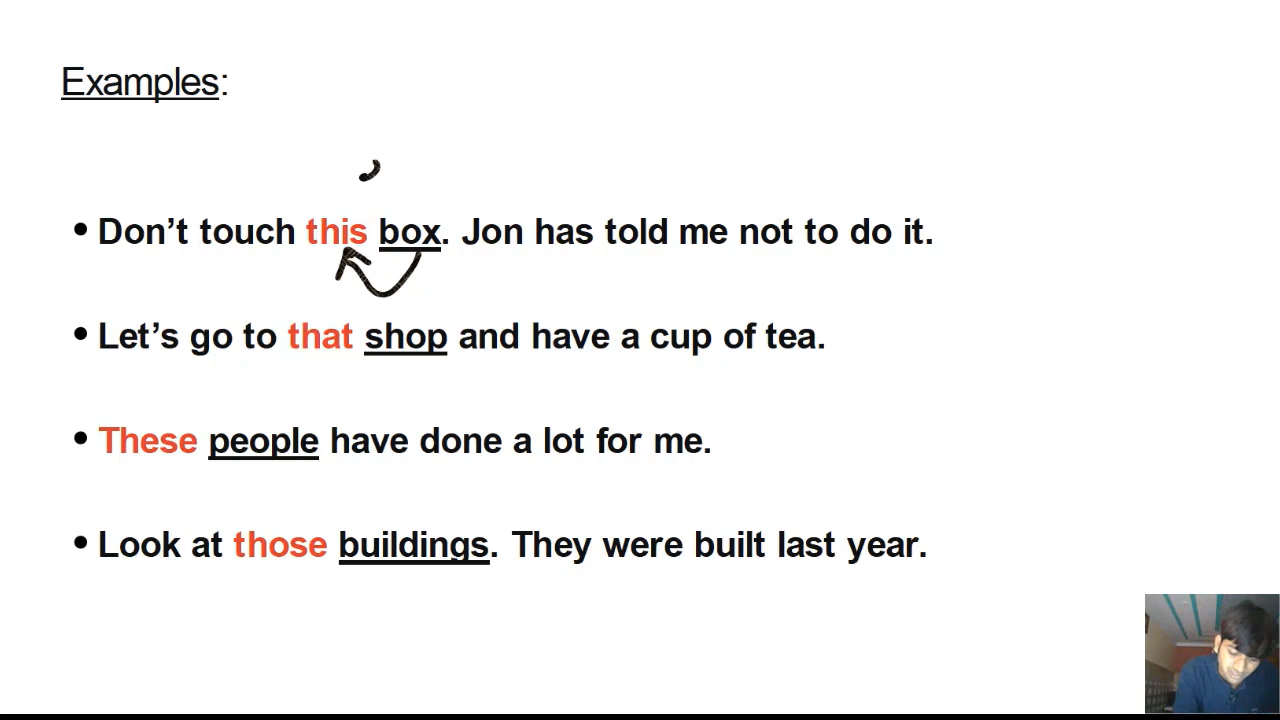 Examples:
• Don’t touch this box. Jon has told me not to do it.
• Let’s go to that shop and have a cup of tea.
• These people have done a lot for me.
• Look at those buildings. They were built last year.